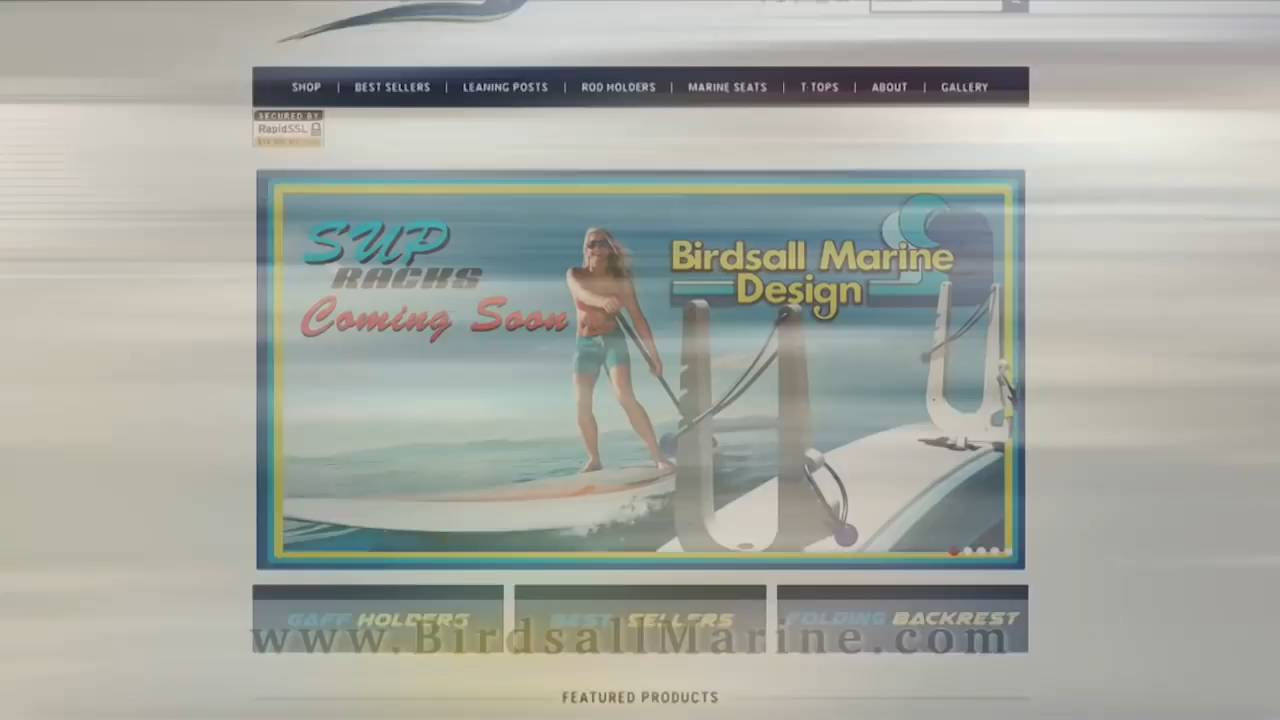 SHOP | BEST SELLERS | LEANING POSTS | ROD HOLDERS | MARINE SEATS | T-TOPS | ABOUT | GALLERY
SECURED BY
RapidSSL
SUP
RACKS
Coming Soon
Birdsall Marine
Design
GAFF HOLDERS
BEST SELLERS
FOLDING BACKREST
www.BirdsallMarine.com
FEATURED PRODUCTS